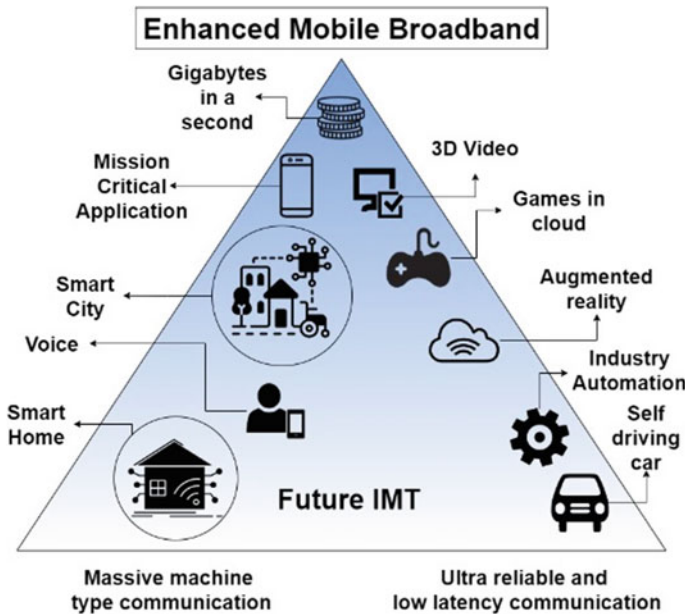 Enhanced Mobile Broadband
Gigabytes
in a
second
Mission
Critical
Application
3D Video
Games in
cloud
Smart
City
Augmented
reality
Voice
Industry
Automation
Smart
Home
Self
driving
car
Future IMT
Massive machine
type communication
Ultra reliable and
low latency communication